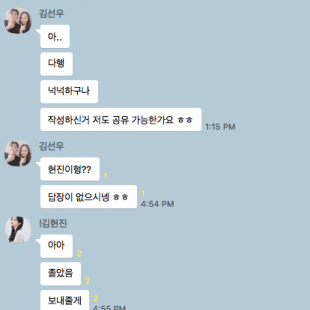 김선우
아..
다행
넉넉하구나
작성하신거 저도 공유 가능한가요 ㅎㅎ
1:15 PM
김선우
현진이형??
1
답장이 없으시넹 ㅎㅎ
1
4:54 PM
!김현진
아아
2
졸았음
2
보내줄게
2
4:55 PM